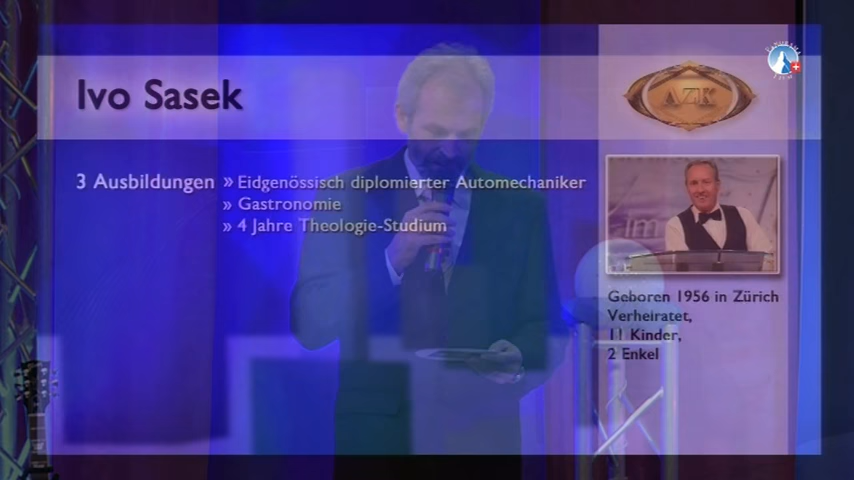 Ivo Sasek
AZK
3 Ausbildungen » Eidgenössisch diplomierter Automechaniker
» Gastronomie
» 4 Jahre Theologie-Studium
Geboren 1956 in Zürich
Verheiratet,
11 Kinder,
2 Enkel